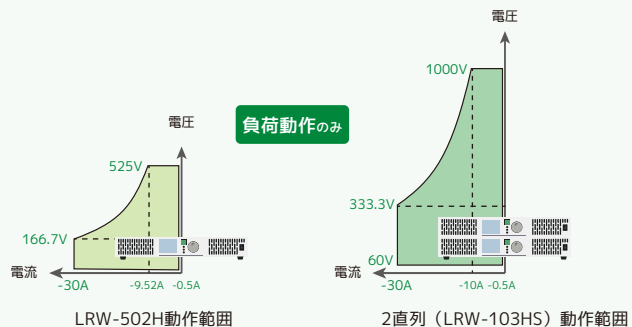 電圧
1000V
負荷動作のみ
電圧
525V
333.3V
166.7V
60V
電流
-30A
-9.52A
-0.5A
電流
-30A
-10A
-0.5A
LRW-502H動作範囲
2直列（LRW-103HS）動作範囲